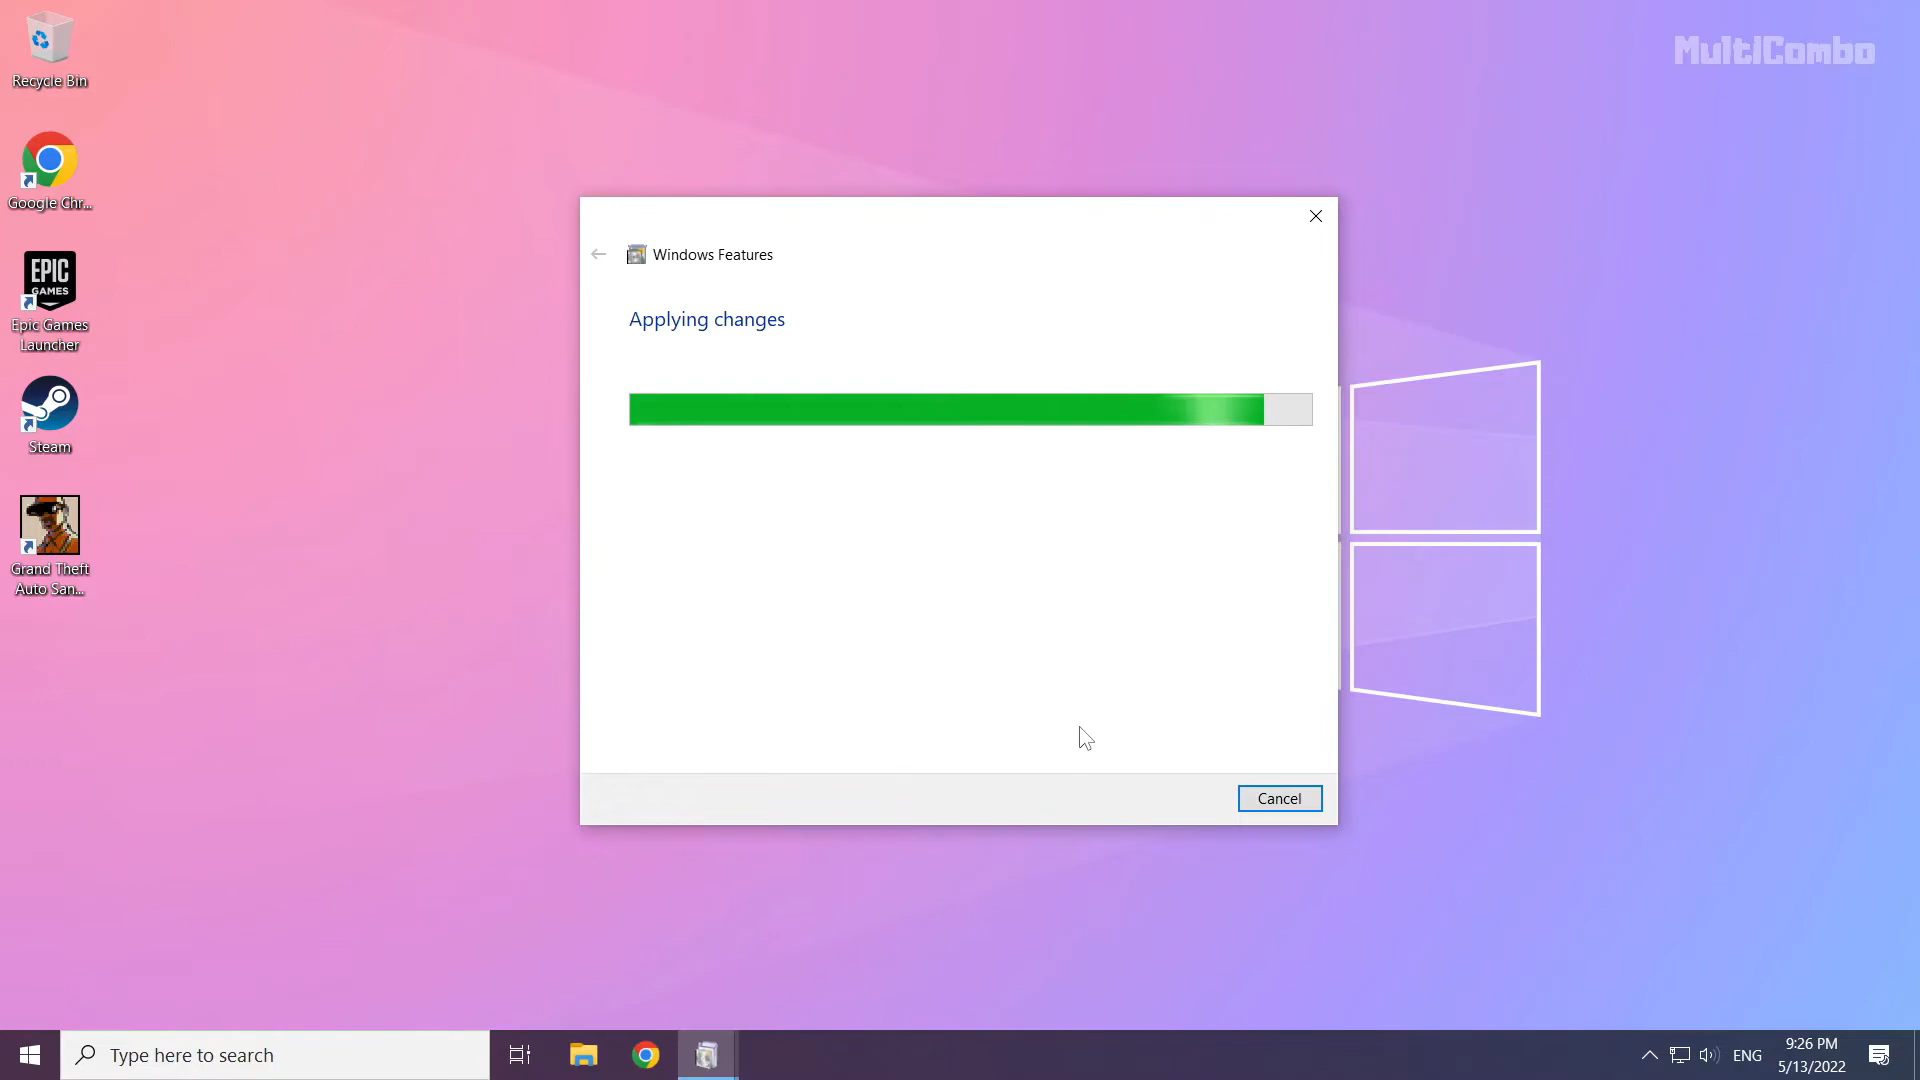 Recycle Bin
MultiCombo
Google Chr...
EPIC
GAMES
Epic Games
Launcher
Steam
Grand Theft
Auto San...
Windows Features
Applying changes
Cancel
Type here to search
ENG
9:26 PM
5/13/2022